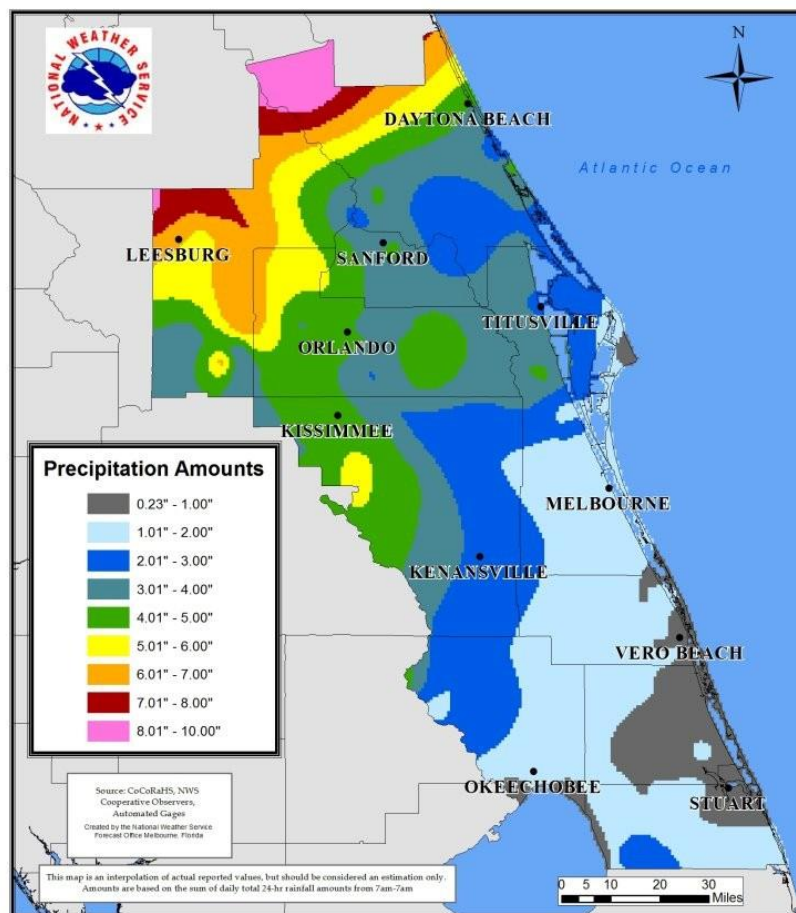 NATIONAL WEATHER SERVICE
N
DAYTONA BEACH
Atlantic Ocean
LEESBURG
SANFORD
TITUSVILLE
ORLANDO
KISSIMMEE
Precipitation Amounts
0.23" - 1.00"
1.01" - 2.00"
2.01" - 3.00"
3.01" - 4.00"
4.01" - 5.00"
5.01" - 6.00"
6.01" - 7.00"
7.01" - 8.00"
8.01" - 10.00"
MELBOURNE
KENANSVILLE
VERO BEACH
OKEECHOBEE
STUART
Source: CoCoRaHS, NWS
Cooperative Observers,
Automated Gages
Created by the National Weather Service
Forecast Office Melbourne, Florida
This map is an interpolation of actual reported values, but should be considered an estimation only.
Amounts are based on the sum of daily total 24-hr rainfall amounts from 7am-7am
0 5 10 20 30
Miles